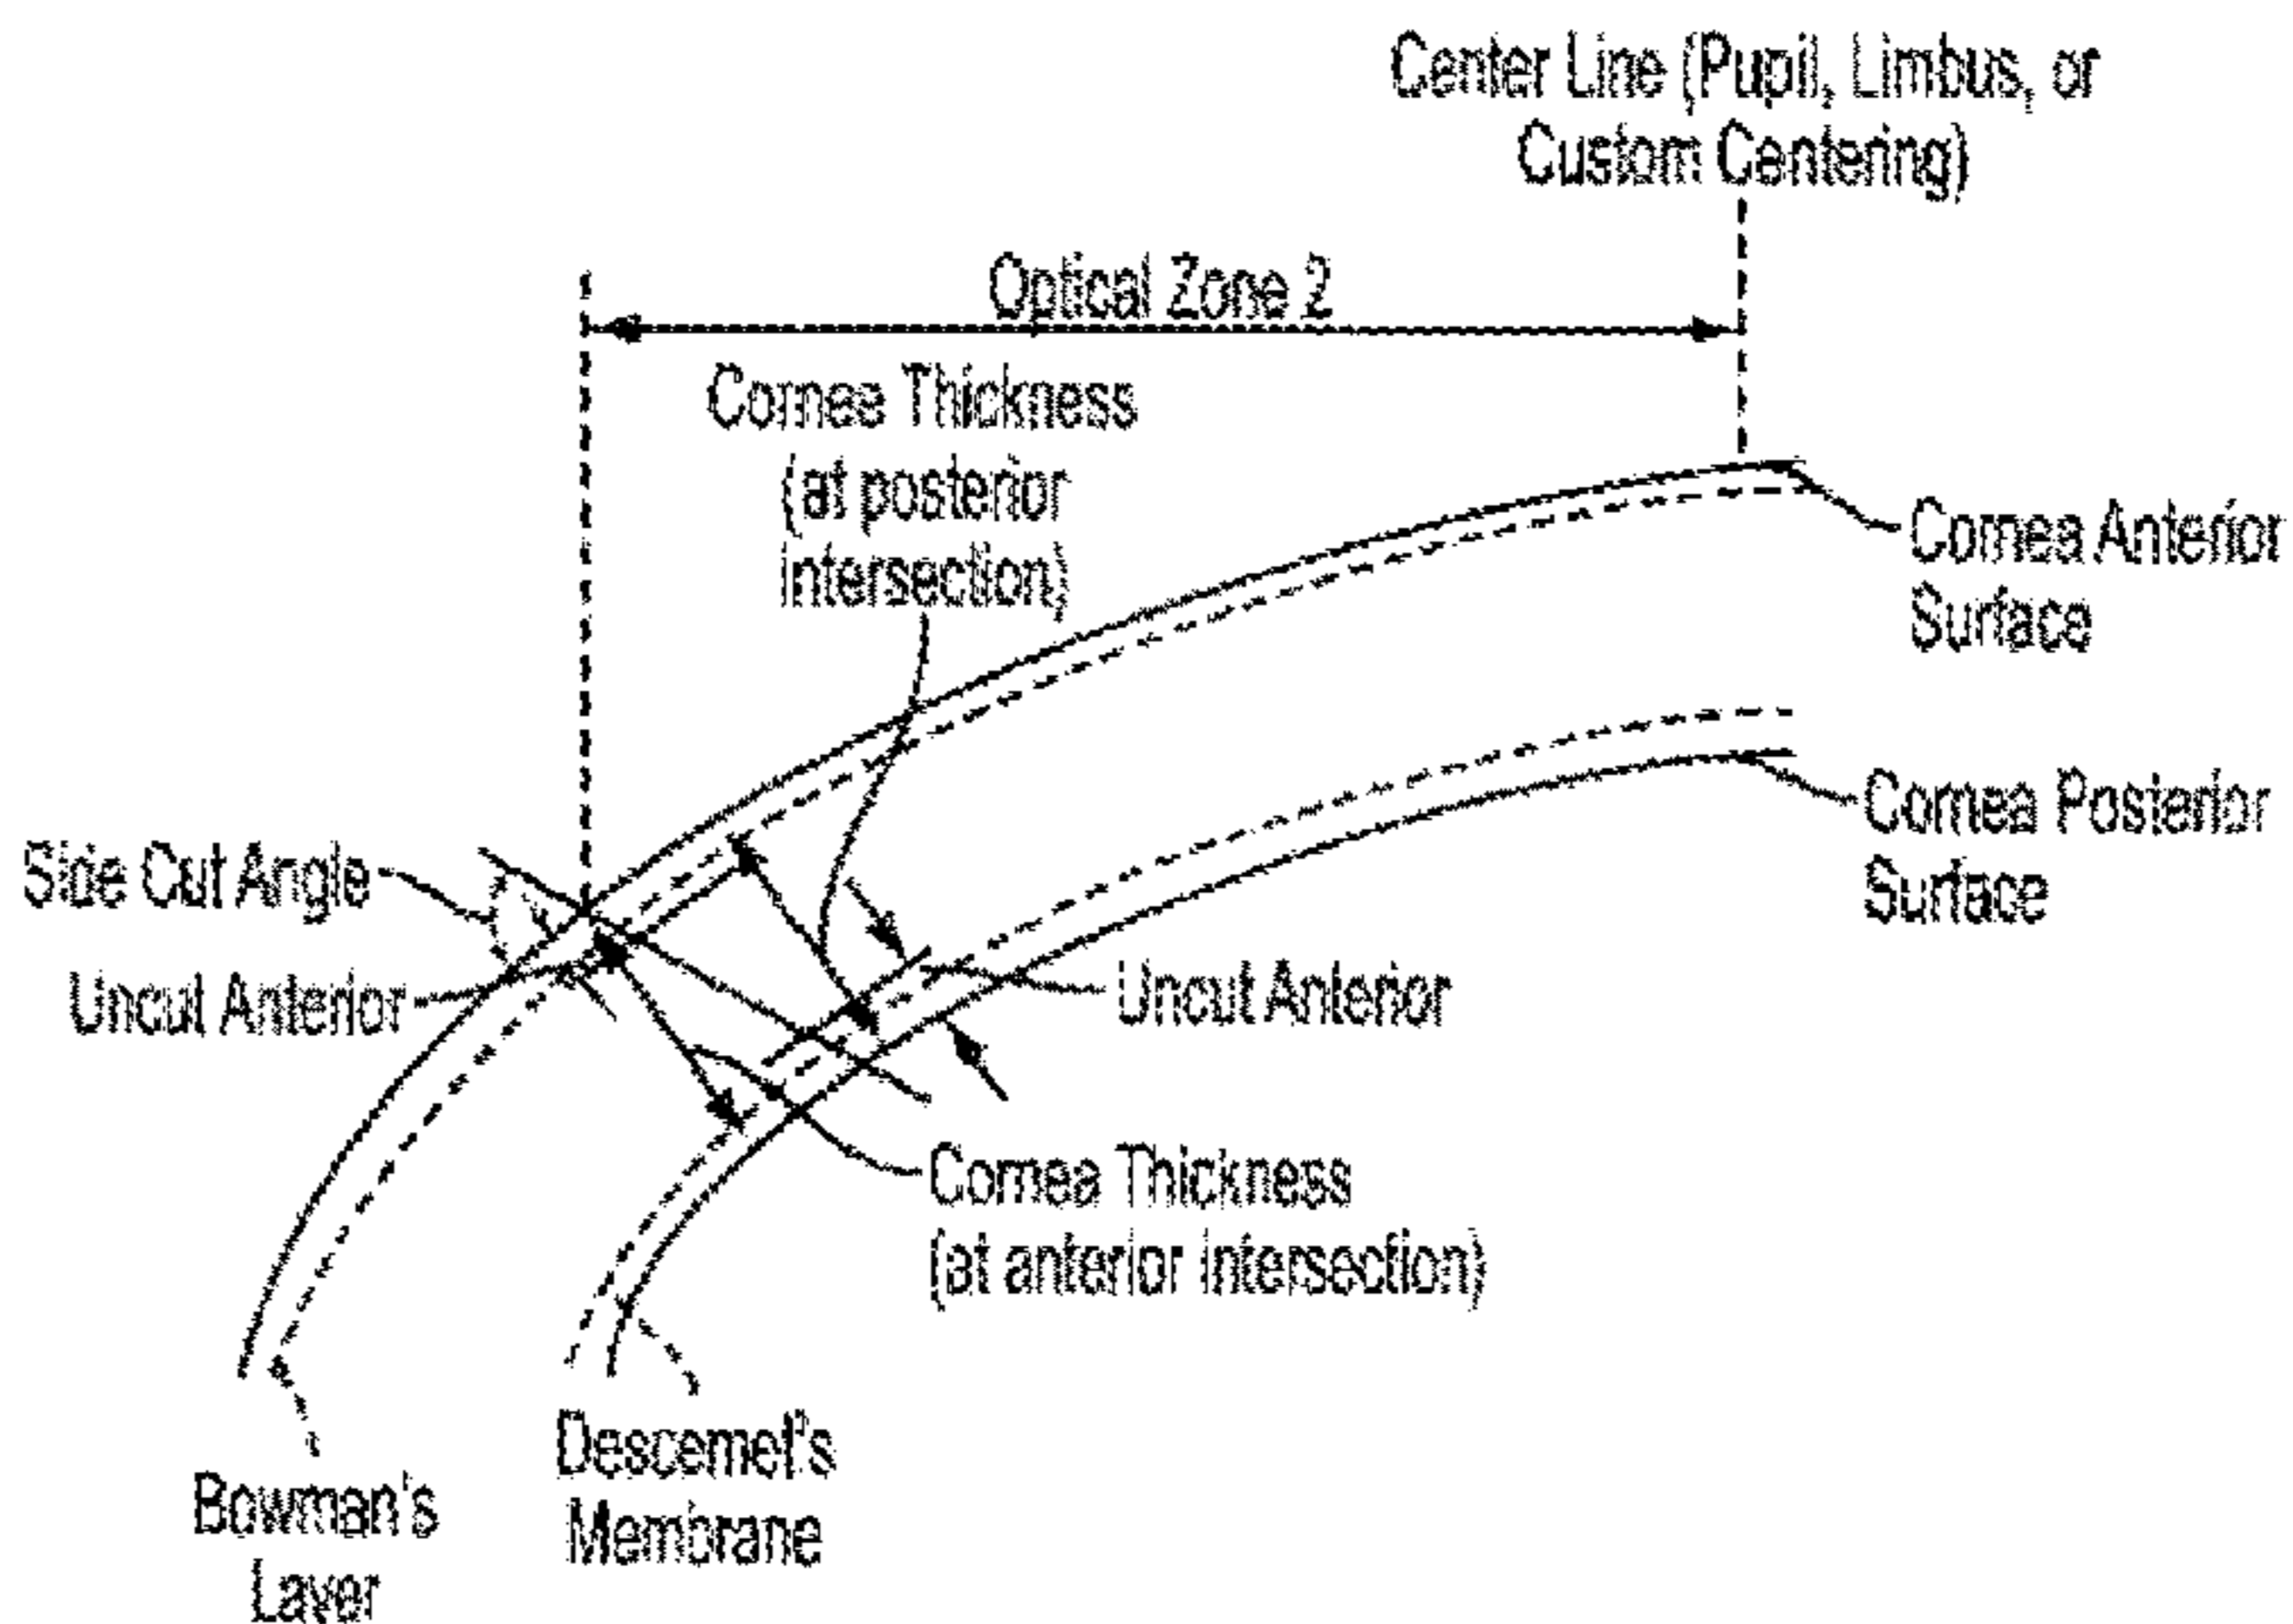 Center Line (Pupil, Limbus, or
Custom Centering)
Optical Zone 2
Cornea Thickness
(at posterior
intersection)
Cornea Anterior
Surface
Cornea Posterior
Surface
Side Cut Angle
Uncut Anterior
Uncut Anterior
Cornea Thickness
(at anterior intersection)
Descemet's
Membrane
Bowman's
Layer